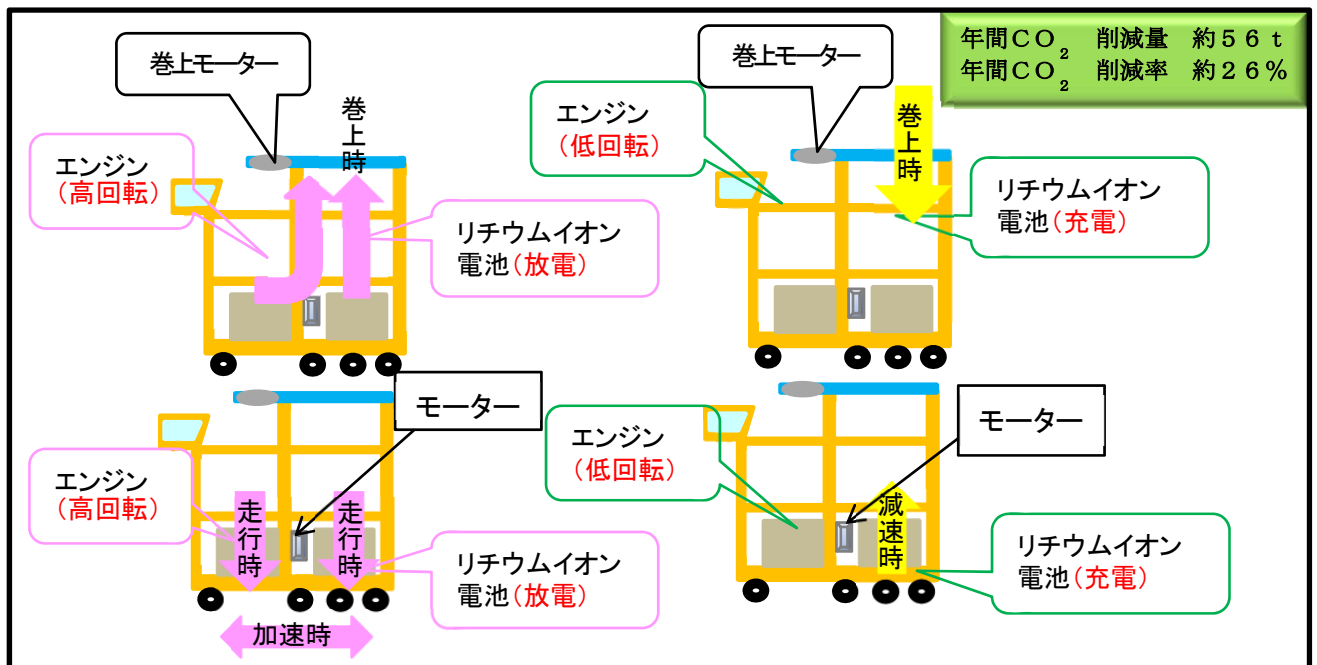 年間CO2 削減量 約56t
年間CO2 削減率 約26%
巻上モーター
巻上時
エンジン
(高回転)
リチウムイオン
電池(放電)
巻上モーター
エンジン
(低回転)
巻上時
リチウムイオン
電池(充電)
モーター
エンジン
(高回転)
走行時
走行時
リチウムイオン
電池(放電)
加速時
モーター
エンジン
(低回転)
減速時
リチウムイオン
電池(充電)